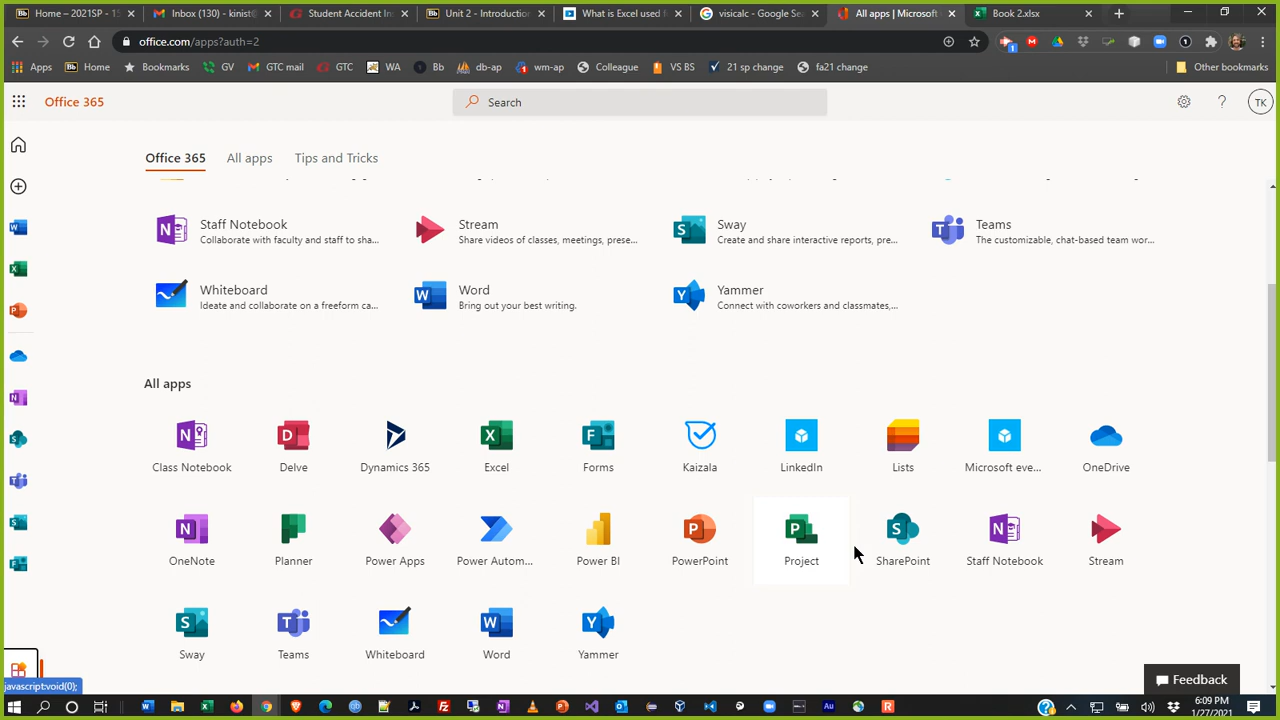 Home – 2021SP - 15
Inbox (130) - kinist@
Student Accident In
Unit 2 - Introduction
What is Excel used f
visicalc - Google Se
All apps | Microsoft
Book 2.xlsx
office.com/apps?auth=2
Apps
Home
Bookmarks
GV
GTC mail
GTC
WA
Bb
db-ap
wm-ap
Colleague
VS BS
21 sp change
fa21 change
Other bookmarks
Office 365
Search
TK
Office 365
All apps
Tips and Tricks
Staff Notebook
Collaborate with faculty and staff to sha...
Stream
Share videos of classes, meetings, prese...
Sway
Create and share interactive reports, pre...
Teams
The customizable, chat-based team wor...
Whiteboard
Ideate and collaborate on a freeform ca...
Word
Bring out your best writing.
Yammer
Connect with coworkers and classmates,...
All apps
Class Notebook
Delve
Dynamics 365
Excel
Forms
Kaizala
LinkedIn
Lists
Microsoft eve...
OneDrive
OneNote
Planner
Power Apps
Power Autom...
Power BI
PowerPoint
Project
SharePoint
Staff Notebook
Stream
Sway
Teams
Whiteboard
Word
Yammer
Feedback
javascript:void(0);
6:09 PM
1/27/2021